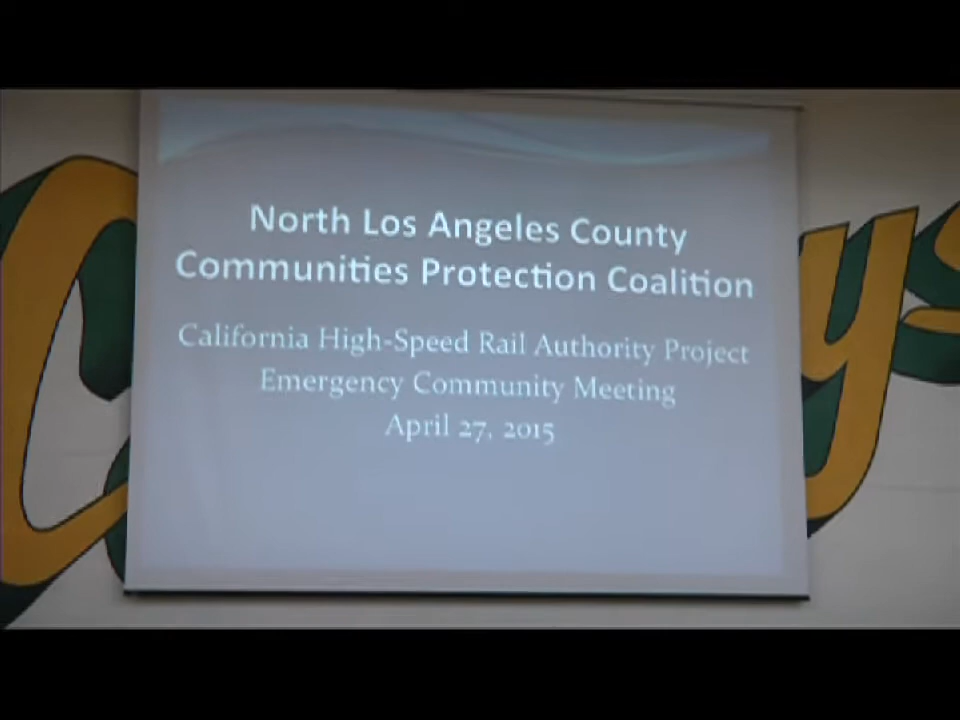 North Los Angeles County
Communities Protection Coalition
California High-Speed Rail Authority Project
Emergency Community Meeting
April 27, 2015